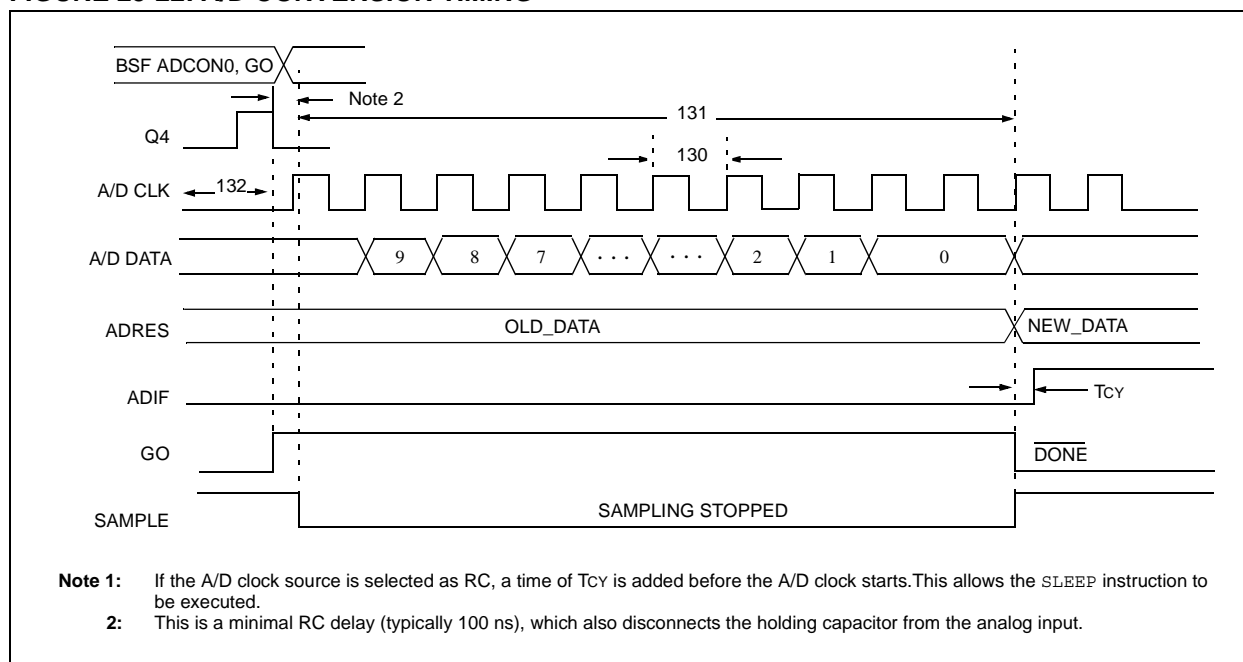 BSF ADCON0, GO
Note 2
131
Q4
130
A/D CLK
132
A/D DATA
9 8 7 · · · · · · 2 1 0
ADRES
OLD_DATA
NEW_DATA
ADIF
TCY
GO
DONE
SAMPLE
SAMPLING STOPPED
Note 1: If the A/D clock source is selected as RC, a time of TCY is added before the A/D clock starts.This allows the SLEEP instruction to
be executed.
2: This is a minimal RC delay (typically 100 ns), which also disconnects the holding capacitor from the analog input.